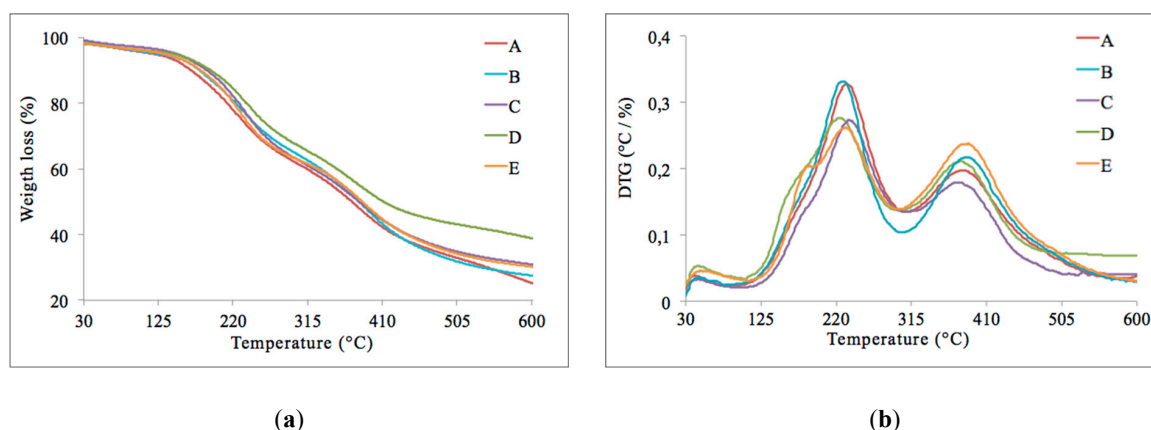 100
80
60
40
20
Weigth loss (%)
A
B
C
D
E
30 125 220 315 410 505 600
Temperature (°C)
(a)
0,4
0,3
0,2
0,1
0
DTG (°C / %)
A
B
C
D
E
30 125 220 315 410 505 600
Temperature (°C)
(b)